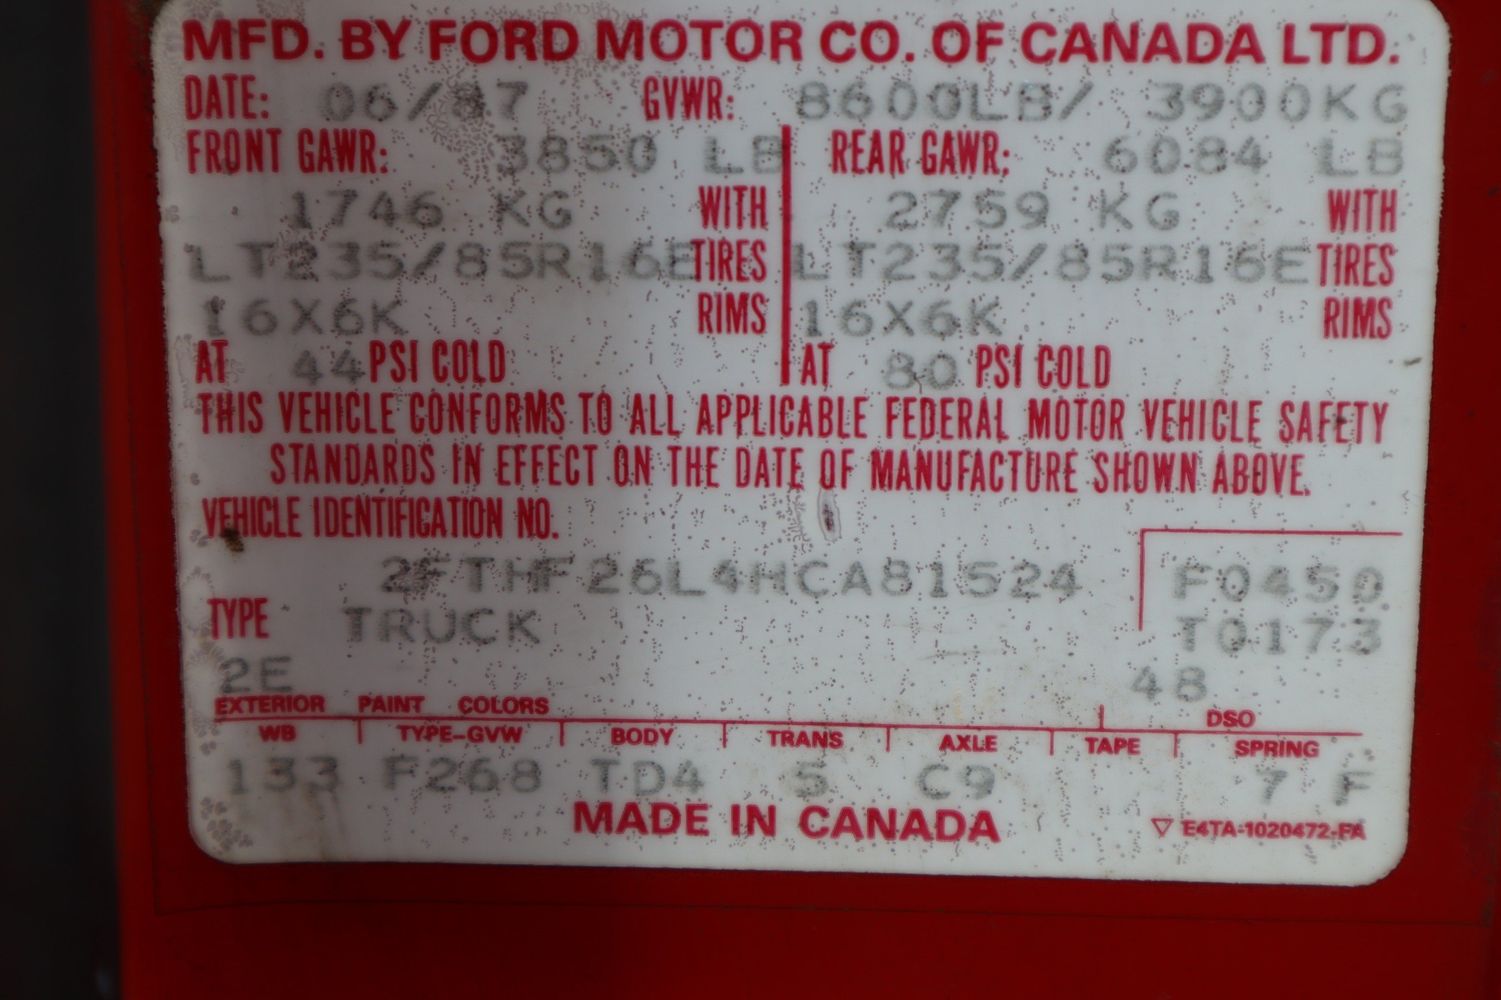 MFD. BY FORD MOTOR CO. OF CANADA LTD.
DATE: 06/87 GVWR: 8600LB/ 3900KG
FRONT GAWR: 3850 LB REAR GAWR: 6084 LB
1746 KG WITH 2759 KG WITH
LT235/85R16E TIRES LT235/85R16E TIRES
16X6K RIMS 16X6K RIMS
AT 44 PSI COLD AT 80 PSI COLD
THIS VEHICLE CONFORMS TO ALL APPLICABLE FEDERAL MOTOR VEHICLE SAFETY
STANDARDS IN EFFECT ON THE DATE OF MANUFACTURE SHOWN ABOVE.
VEHICLE IDENTIFICATION NO.
2FTHF26L4HCA81524 F0450
TYPE TRUCK T0173
2E 48
EXTERIOR PAINT COLORS DSO
WB TYPE-GVW BODY TRANS AXLE TAPE SPRING
133 F268 TD4 5 C9 7 F
MADE IN CANADA ▽ E4TA-1020472-FA